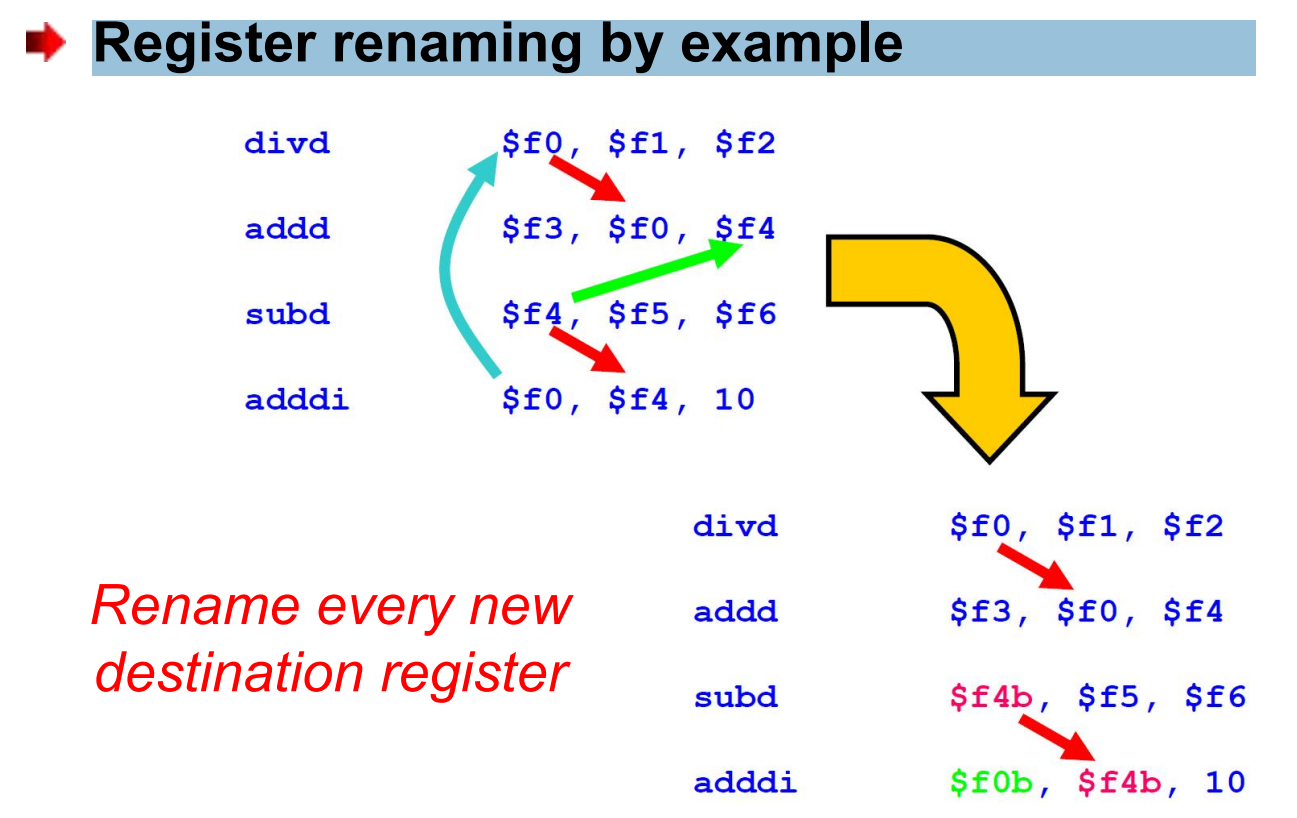 Register renaming by example
divd $f0, $f1, $f2
addd $f3, $f0, $f4
subd $f4, $f5, $f6
adddi $f0, $f4, 10
Rename every new
destination register
divd $f0, $f1, $f2
addd $f3, $f0, $f4
subd $f4b, $f5, $f6
adddi $f0b, $f4b, 10